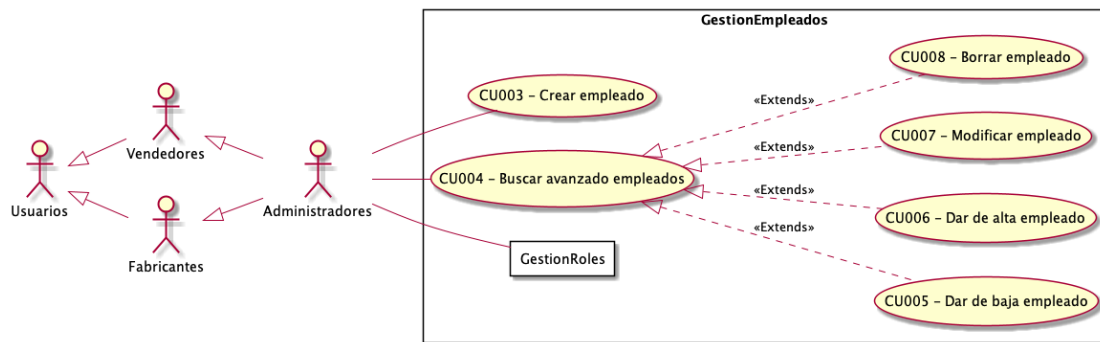 GestionEmpleados
CU008 – Borrar empleado
CU003 – Crear empleado
«Extends»
CU007 – Modificar empleado
«Extends»
Vendedores
CU004 – Buscar avanzado empleados
«Extends»
Usuarios
Administradores
CU006 – Dar de alta empleado
«Extends»
Fabricantes
GestionRoles
CU005 – Dar de baja empleado